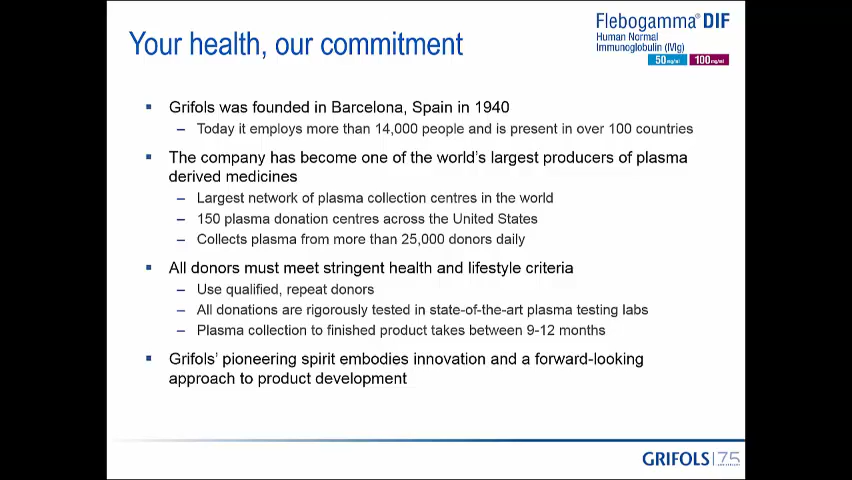 Your health, our commitment
Flebogamma® DIF
Human Normal
Immunoglobulin (IVIg)
50 mg/ml 100 mg/ml
▪ Grifols was founded in Barcelona, Spain in 1940
– Today it employs more than 14,000 people and is present in over 100 countries
▪ The company has become one of the world's largest producers of plasma
derived medicines
– Largest network of plasma collection centres in the world
– 150 plasma donation centres across the United States
– Collects plasma from more than 25,000 donors daily
▪ All donors must meet stringent health and lifestyle criteria
– Use qualified, repeat donors
– All donations are rigorously tested in state-of-the-art plasma testing labs
– Plasma collection to finished product takes between 9-12 months
▪ Grifols' pioneering spirit embodies innovation and a forward-looking
approach to product development
GRIFOLS 75
ANNIVERSARY